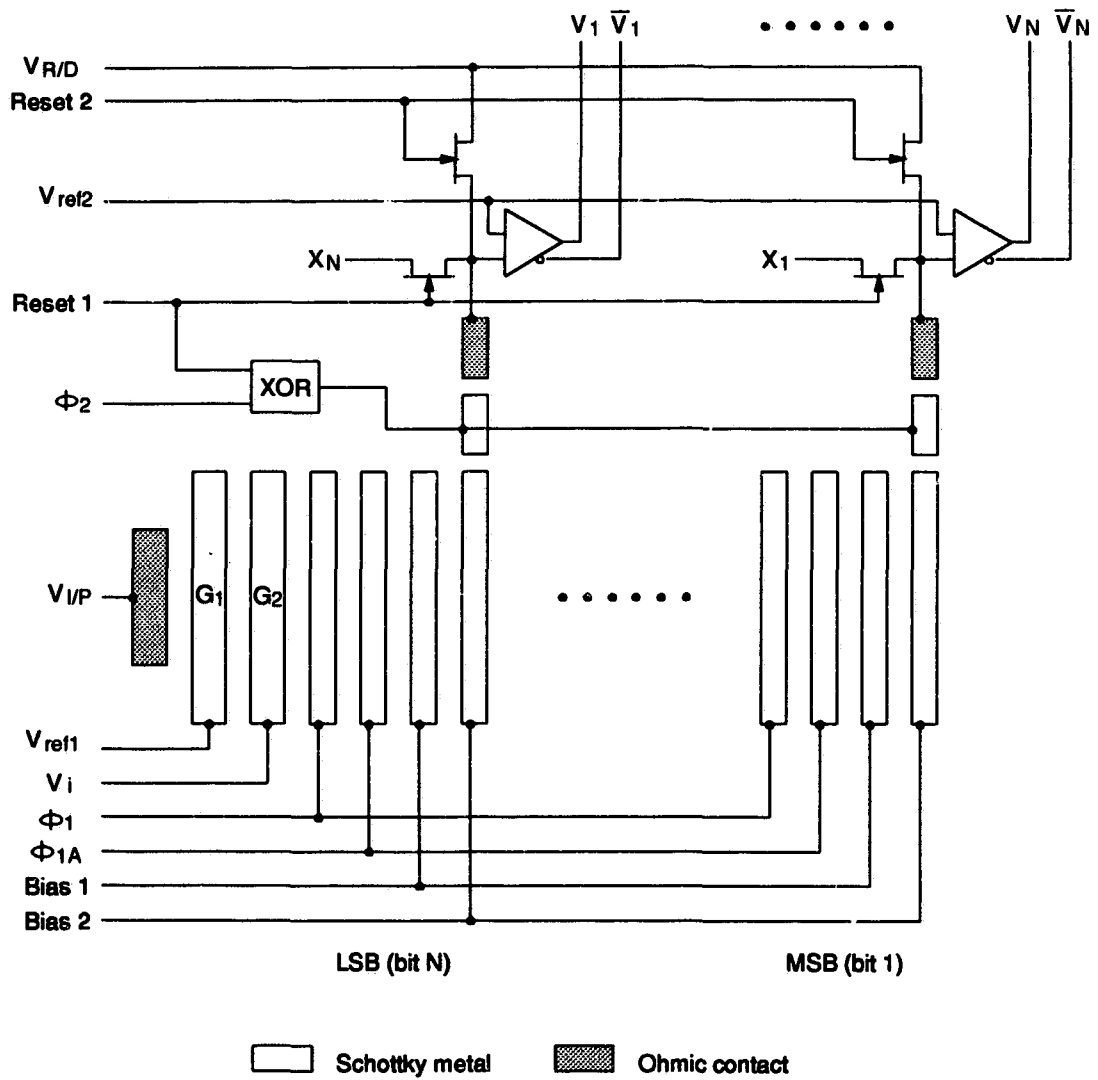 V1 V̅1 VN V̅N
VR/D
Reset 2
Vref2
XN X1
Reset 1
XOR
Φ2
VI/P G1 G2
Vref1
Vi
Φ1
Φ1A
Bias 1
Bias 2
LSB (bit N) MSB (bit 1)
Schottky metal Ohmic contact